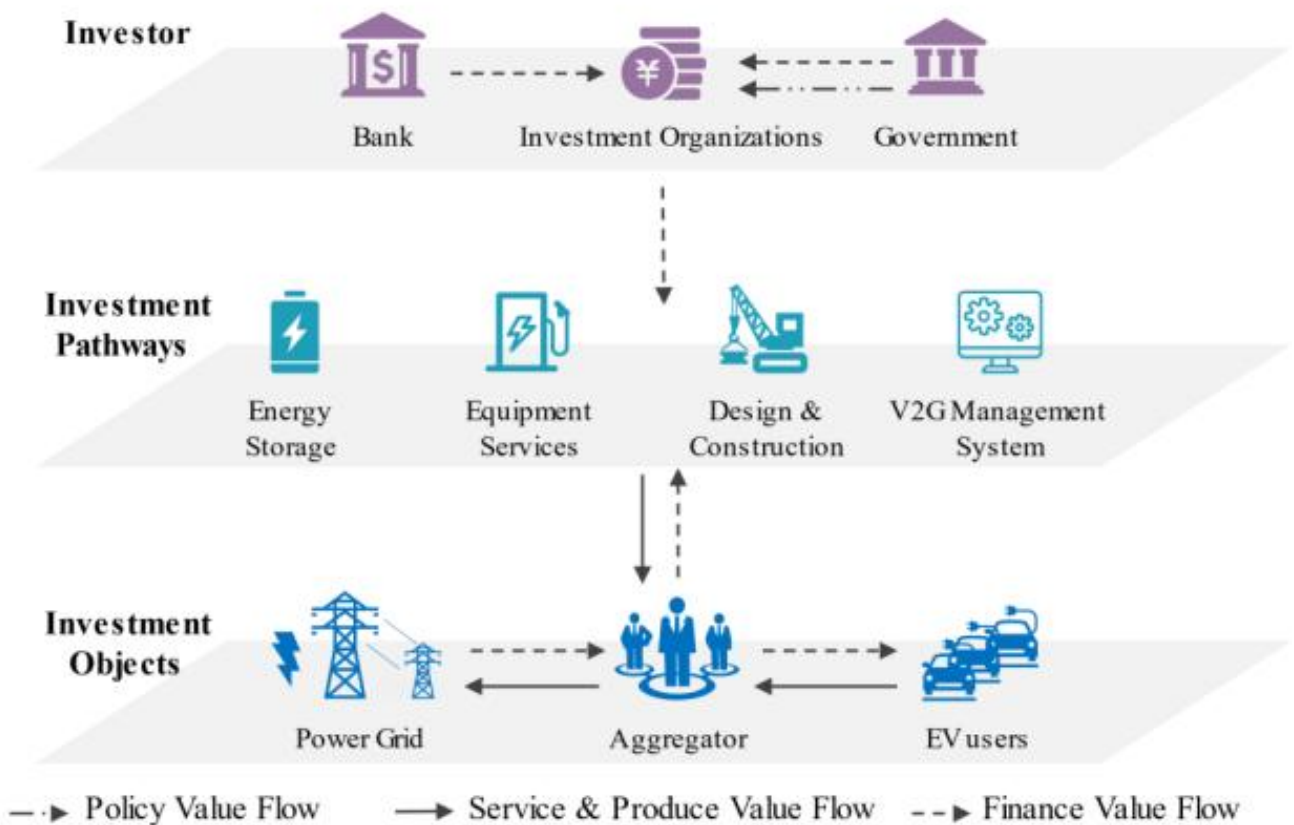 Investor
$
¥
Bank
Investment Organizations
Government
Investment
Pathways
Energy
Storage
Equipment
Services
Design &
Construction
V2G Management
System
Investment
Objects
Power Grid
Aggregator
EV users
Policy Value Flow
Service & Produce Value Flow
Finance Value Flow